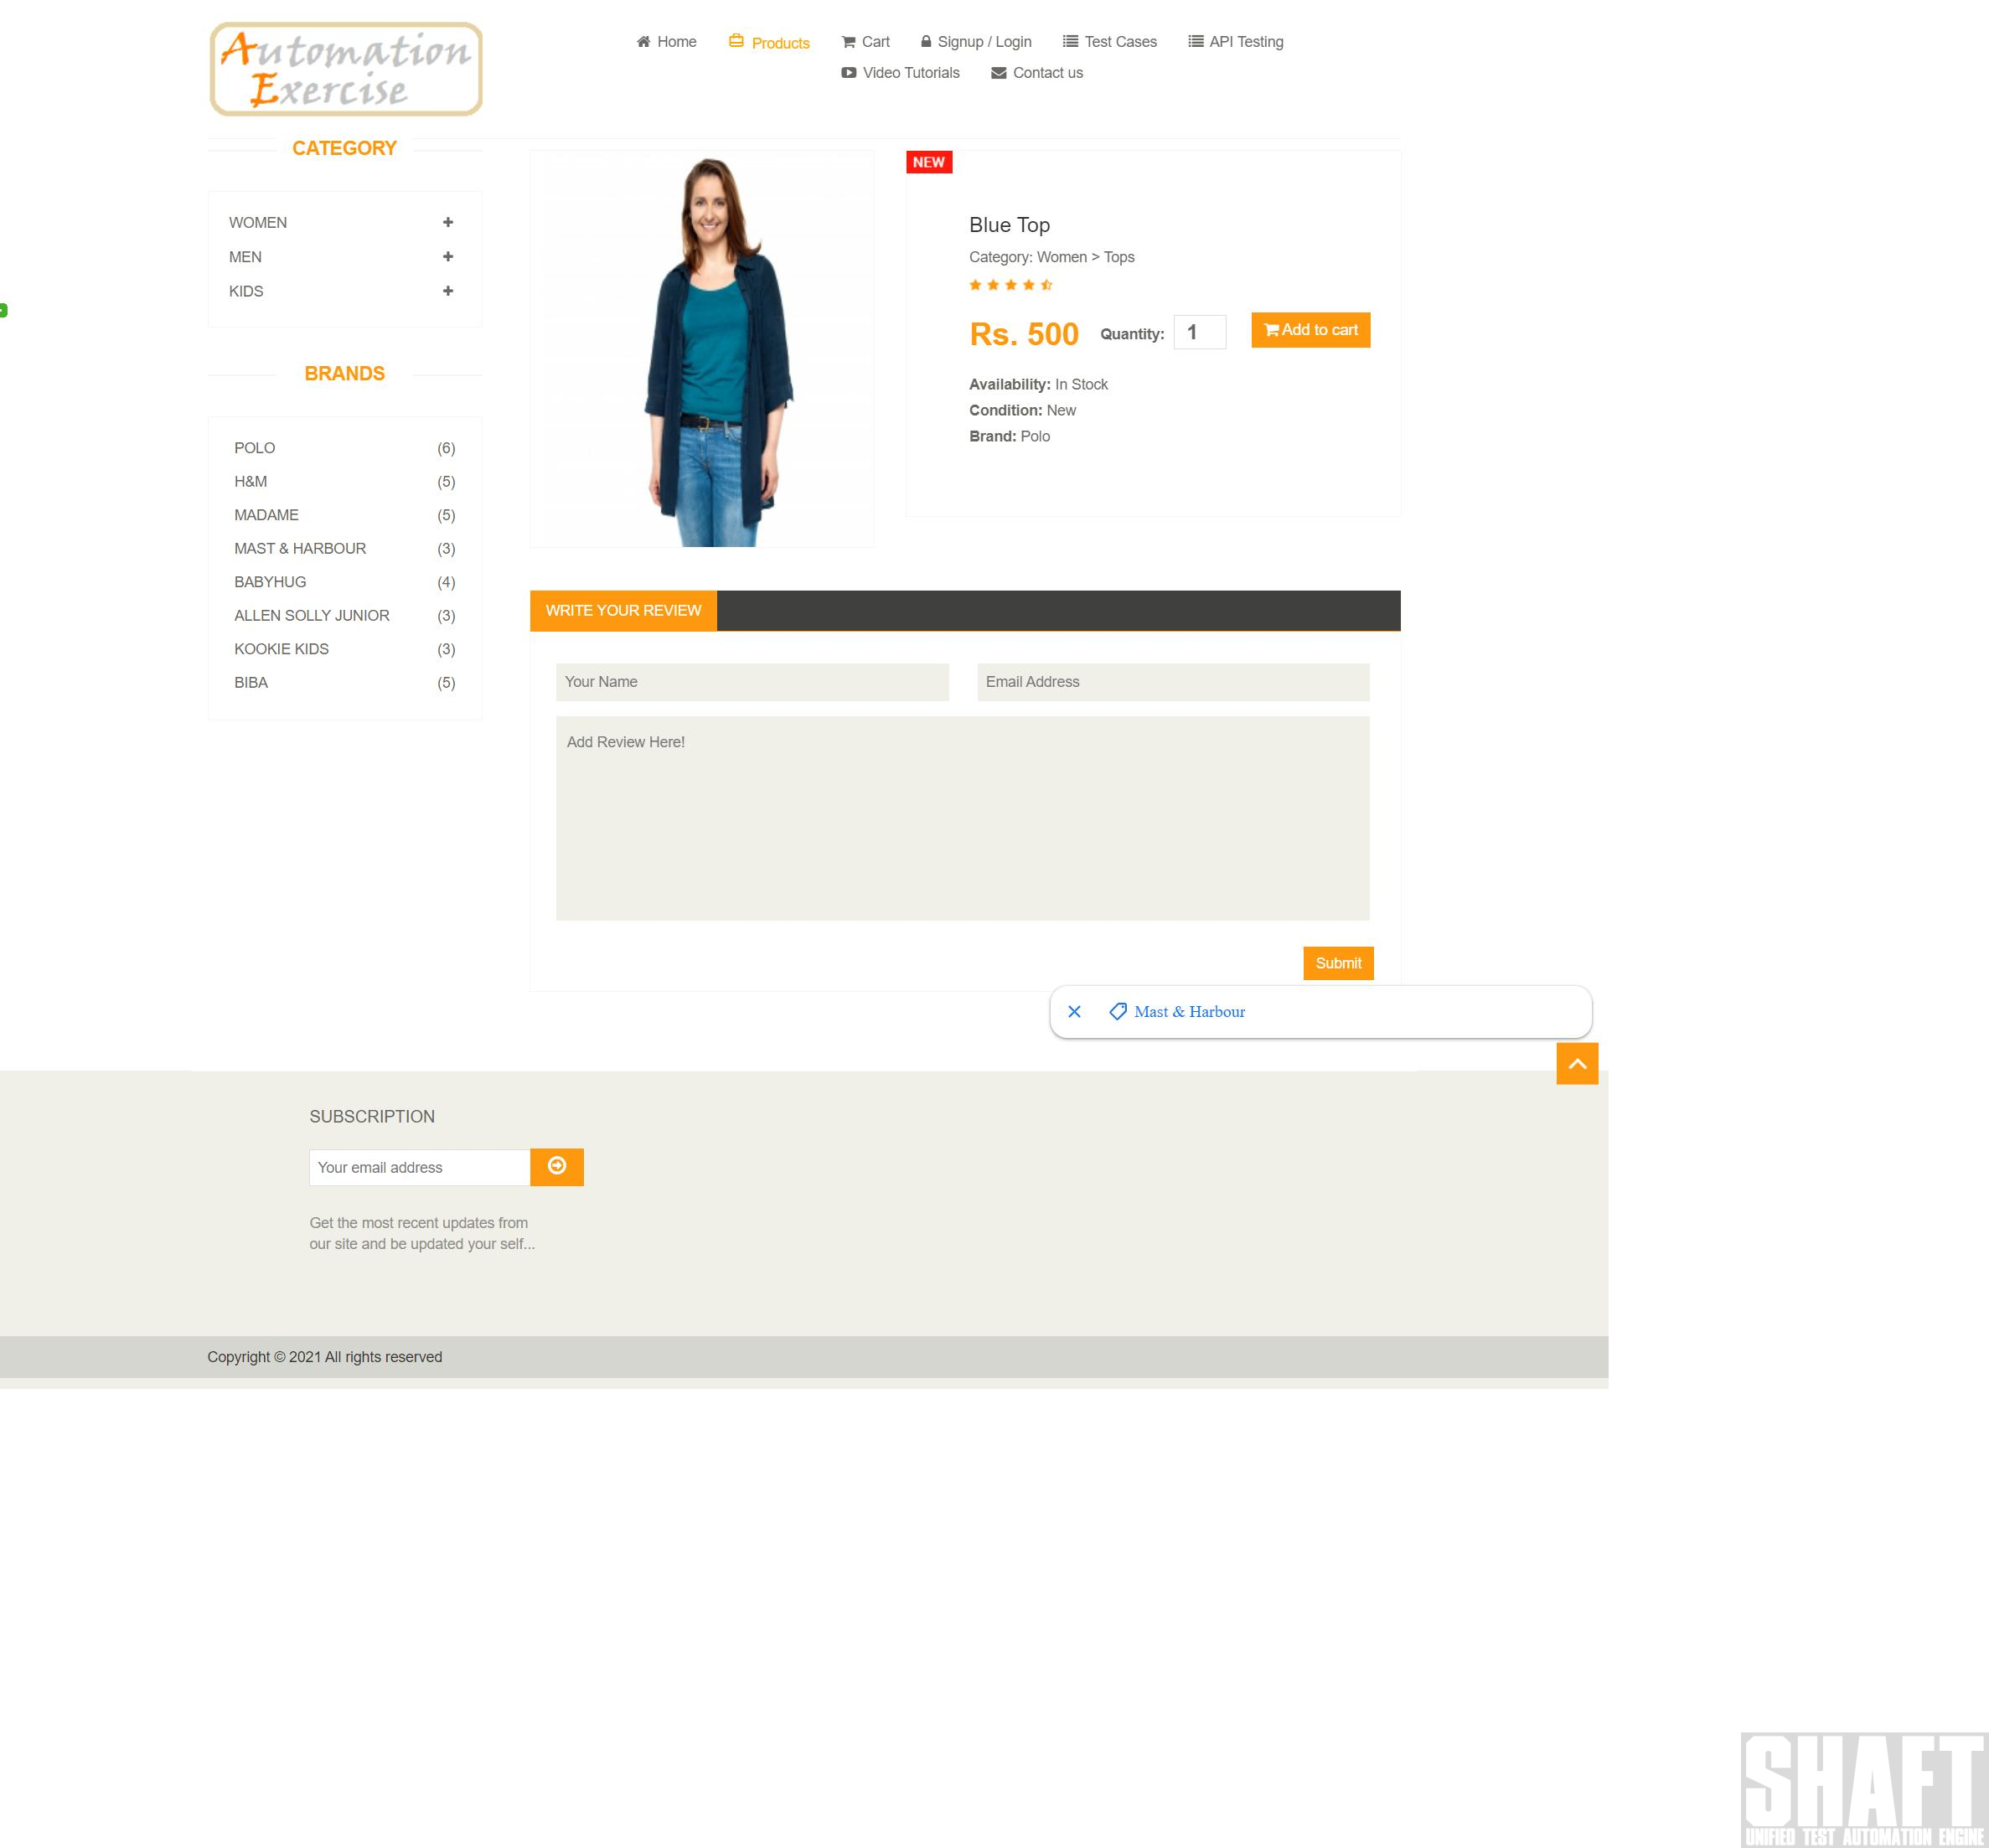 Automation
Exercise
Home
Products
Cart
Signup / Login
Test Cases
API Testing
Video Tutorials
Contact us
CATEGORY
WOMEN
MEN
KIDS
BRANDS
POLO (6)
H&M (5)
MADAME (5)
MAST & HARBOUR (3)
BABYHUG (4)
ALLEN SOLLY JUNIOR (3)
KOOKIE KIDS (3)
BIBA (5)
NEW
Blue Top
Category: Women > Tops
Rs. 500 Quantity: 1 Add to cart
Availability: In Stock
Condition: New
Brand: Polo
WRITE YOUR REVIEW
Your Name
Email Address
Add Review Here!
Submit
Mast & Harbour
SUBSCRIPTION
Your email address
Get the most recent updates from
our site and be updated your self...
Copyright © 2021 All rights reserved
SHAFT
UNIFIED TEST AUTOMATION ENGINE